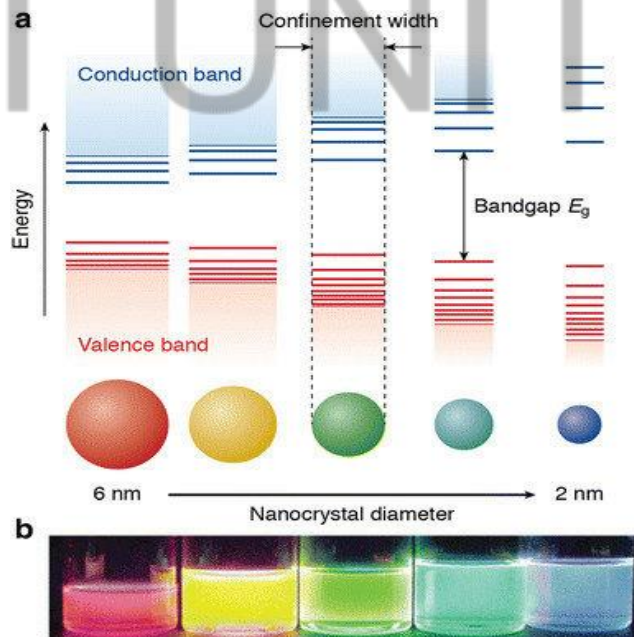 a
Confinement width
Conduction band
Energy
Bandgap Eg
Valence band
6 nm
2 nm
Nanocrystal diameter
b